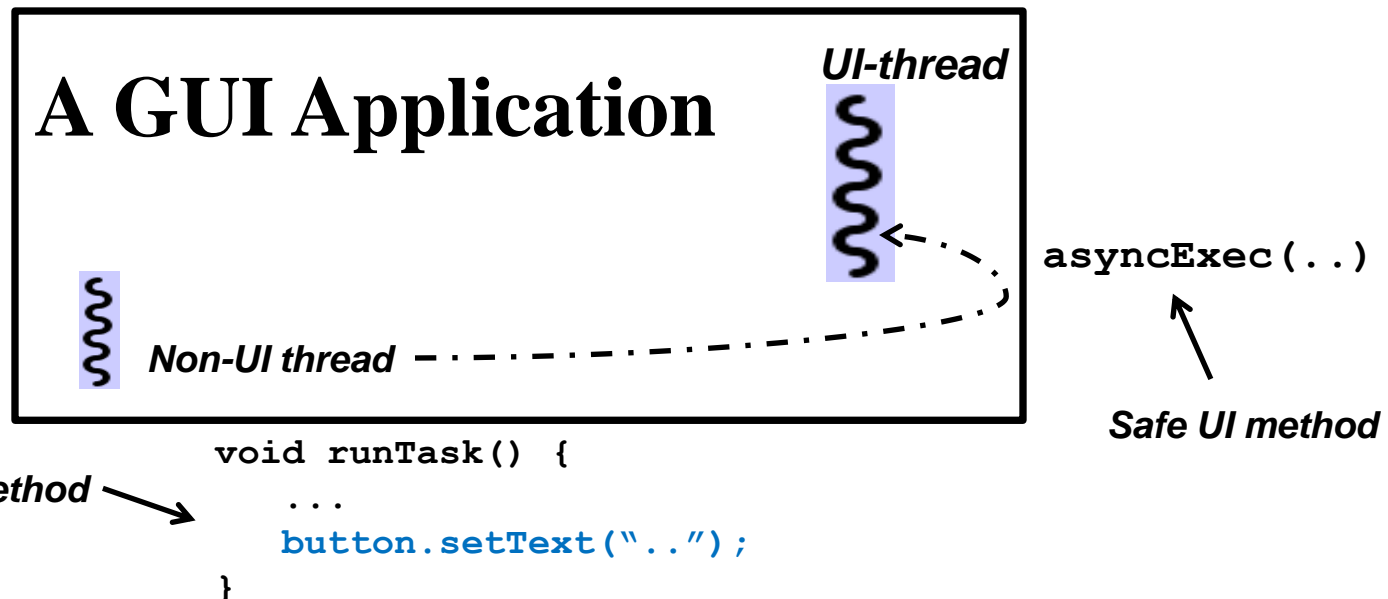 UI-thread
A GUI Application
asyncExec(..)
Non-UI thread
Safe UI method
void runTask() {
...
button.setText(“..”);
}